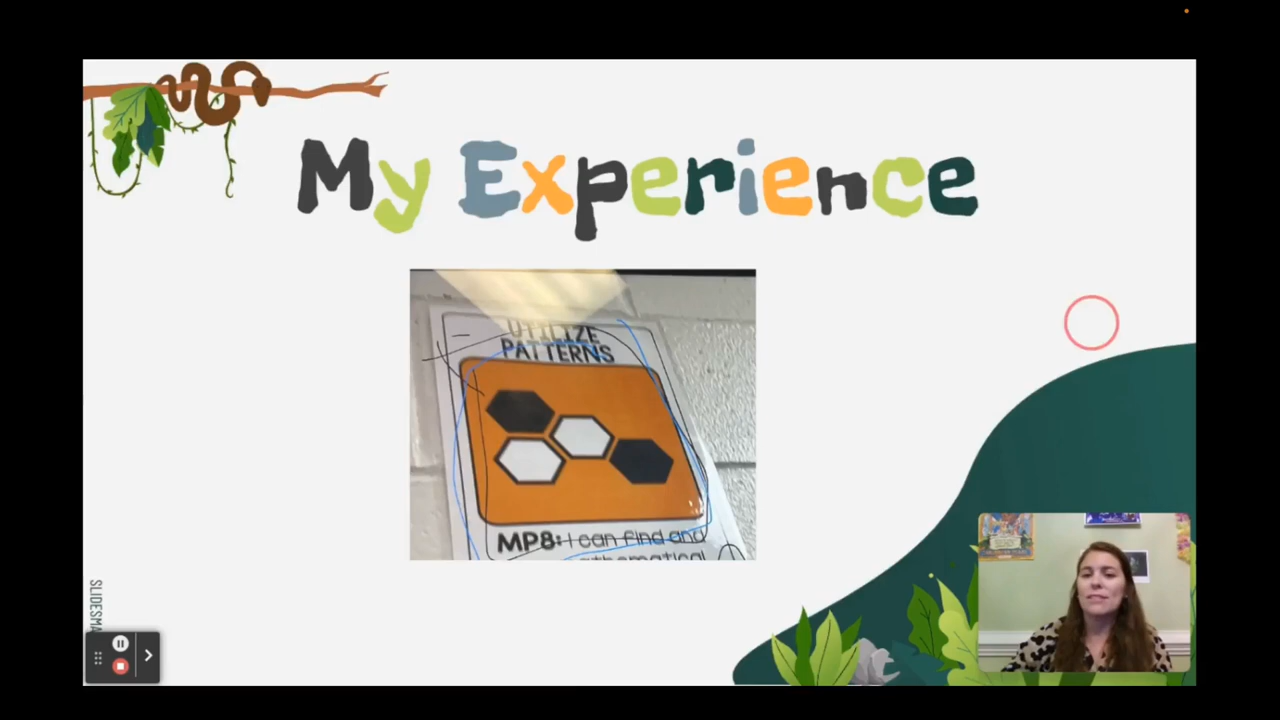 My Experience
UTILIZE
PATTERNS
MP8: I can find and
SLIDESMA